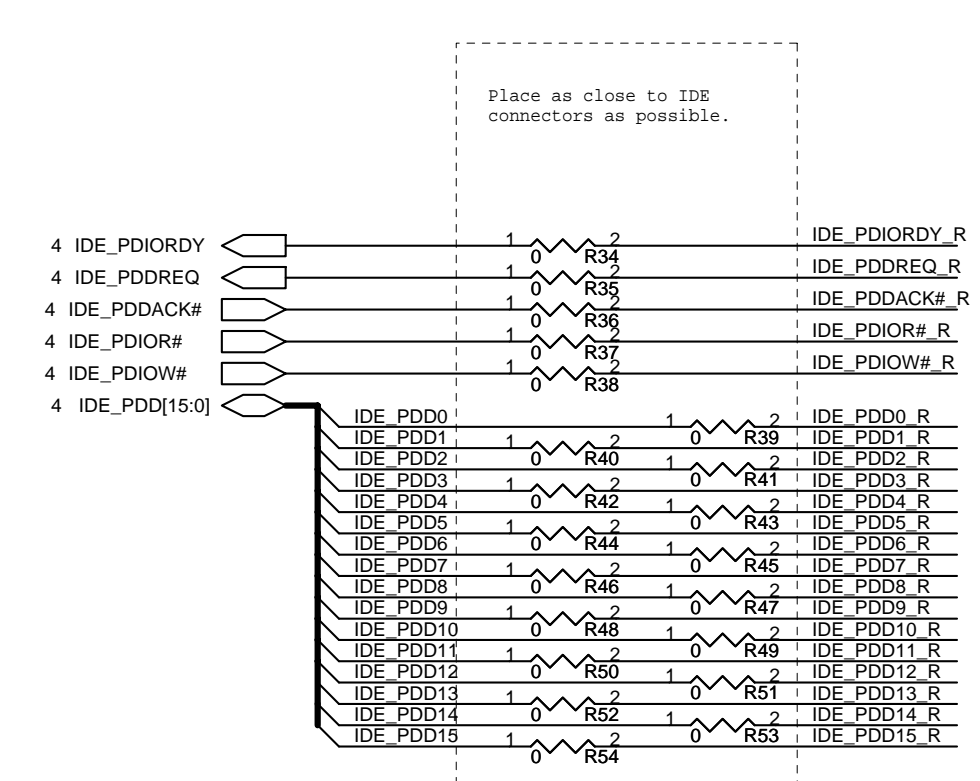 Place as close to IDE
connectors as possible.
4 IDE_PDIORDY 1 0 2 R34 IDE_PDIORDY_R
4 IDE_PDDREQ 1 0 2 R35 IDE_PDDREQ_R
4 IDE_PDDACK# 1 0 2 R36 IDE_PDDACK#_R
4 IDE_PDIOR# 1 0 2 R37 IDE_PDIOR#_R
4 IDE_PDIOW# 1 0 2 R38 IDE_PDIOW#_R
4 IDE_PDD[15:0]
IDE_PDD0 1 0 2 R39 IDE_PDD0_R
IDE_PDD1 1 0 2 R40 IDE_PDD1_R
IDE_PDD2 1 0 2 R41 IDE_PDD2_R
IDE_PDD3 1 0 2 R42 IDE_PDD3_R
IDE_PDD4 1 0 2 R43 IDE_PDD4_R
IDE_PDD5 1 0 2 R44 IDE_PDD5_R
IDE_PDD6 1 0 2 R45 IDE_PDD6_R
IDE_PDD7 1 0 2 R46 IDE_PDD7_R
IDE_PDD8 1 0 2 R47 IDE_PDD8_R
IDE_PDD9 1 0 2 R48 IDE_PDD9_R
IDE_PDD10 1 0 2 R49 IDE_PDD10_R
IDE_PDD11 1 0 2 R50 IDE_PDD11_R
IDE_PDD12 1 0 2 R51 IDE_PDD12_R
IDE_PDD13 1 0 2 R52 IDE_PDD13_R
IDE_PDD14 1 0 2 R53 IDE_PDD14_R
IDE_PDD15 1 0 2 R54 IDE_PDD15_R